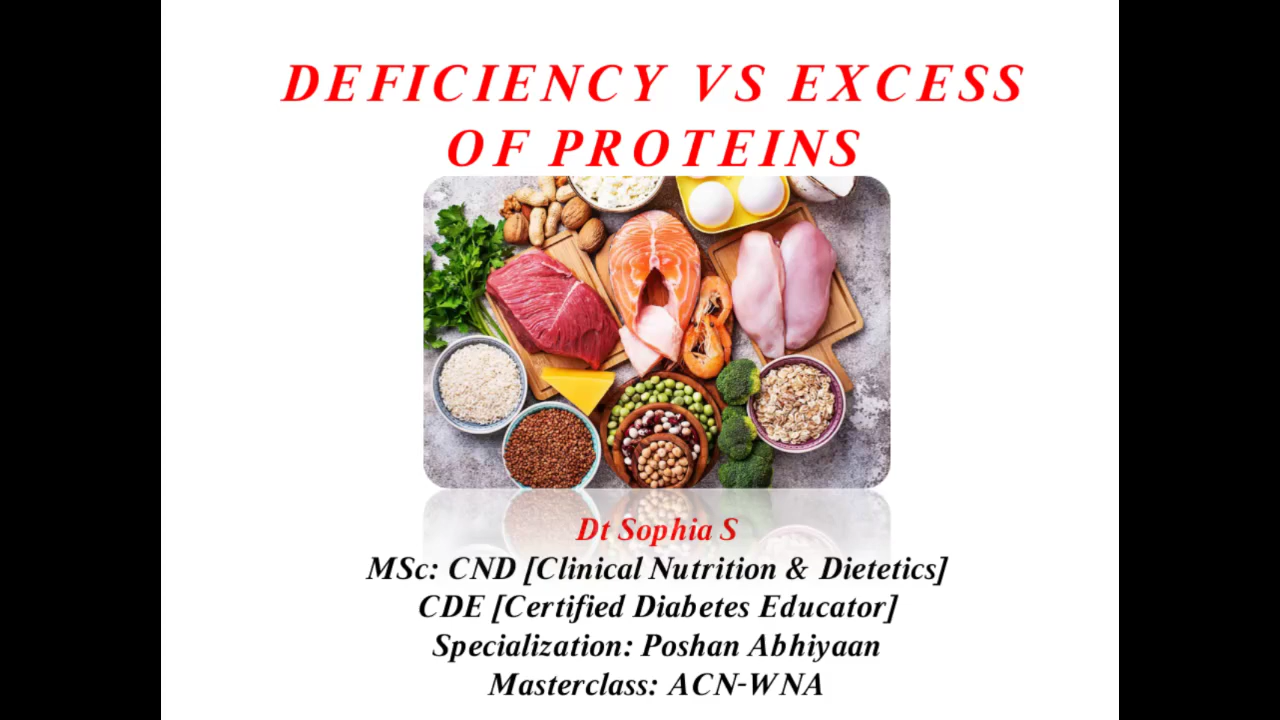 DEFICIENCY VS EXCESS
OF PROTEINS
Dt Sophia S
MSc: CND [Clinical Nutrition & Dietetics]
CDE [Certified Diabetes Educator]
Specialization: Poshan Abhiyaan
Masterclass: ACN-WNA